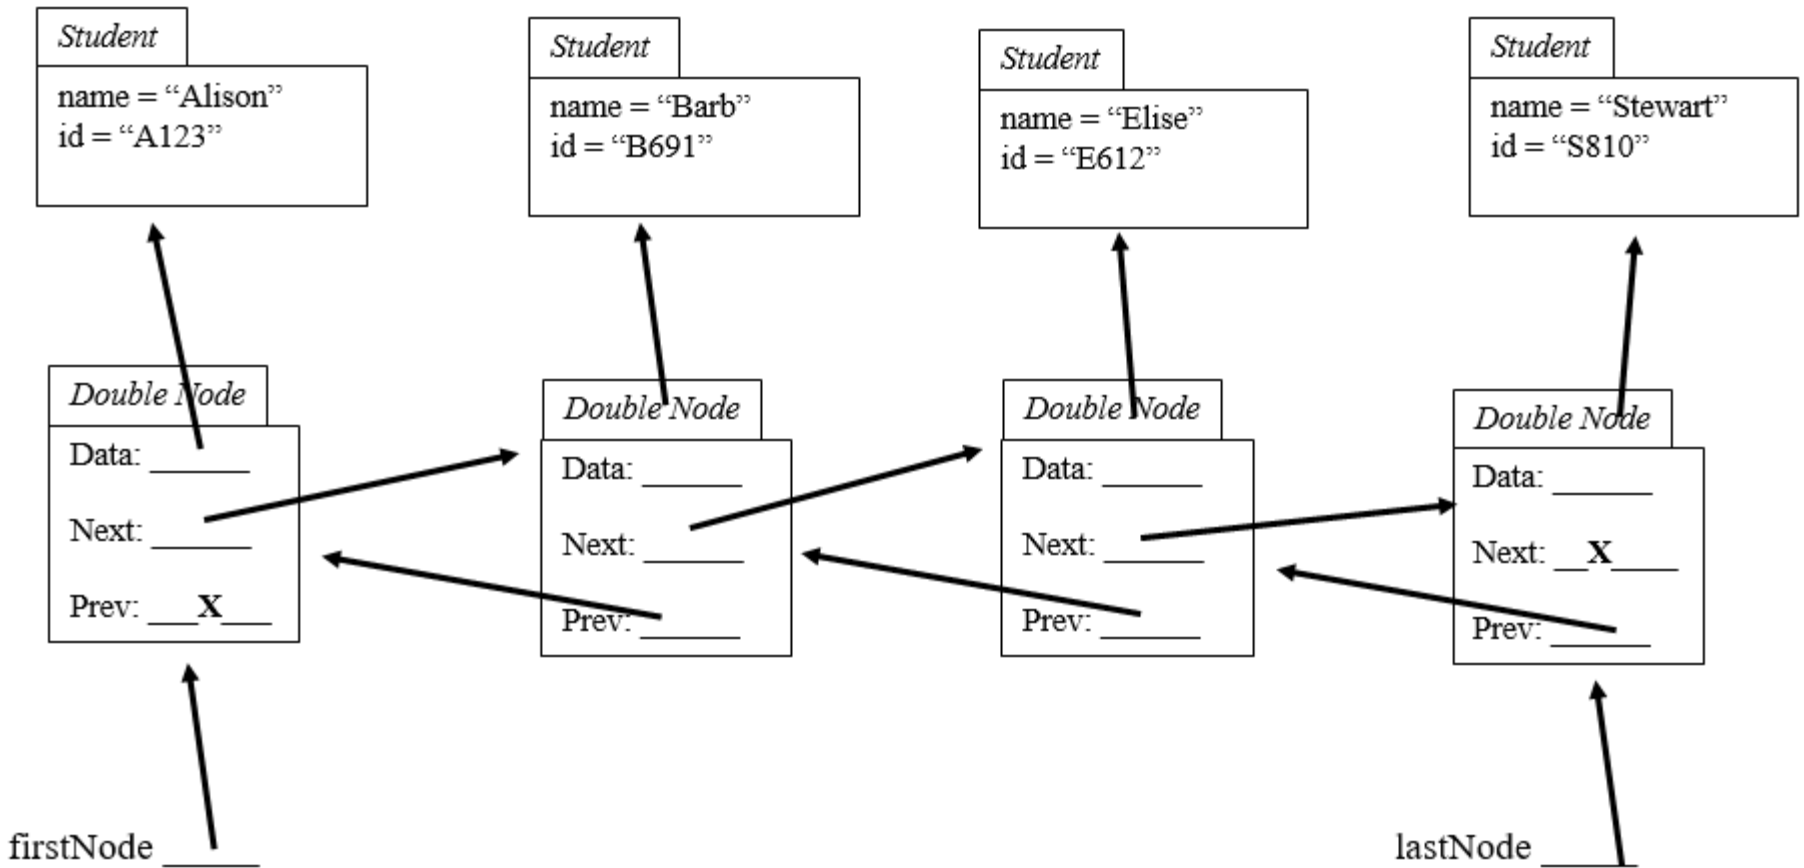 Student
name = “Alison”
id = “A123”
Student
name = “Barb”
id = “B691”
Student
name = “Elise”
id = “E612”
Student
name = “Stewart”
id = “S810”
Double Node
Data: ______
Next: ______
Prev: ___X___
Double Node
Data: ______
Next: ______
Prev: ______
Double Node
Data: ______
Next: ______
Prev: ______
Double Node
Data: ______
Next: __X____
Prev: ______
firstNode ______
lastNode ______